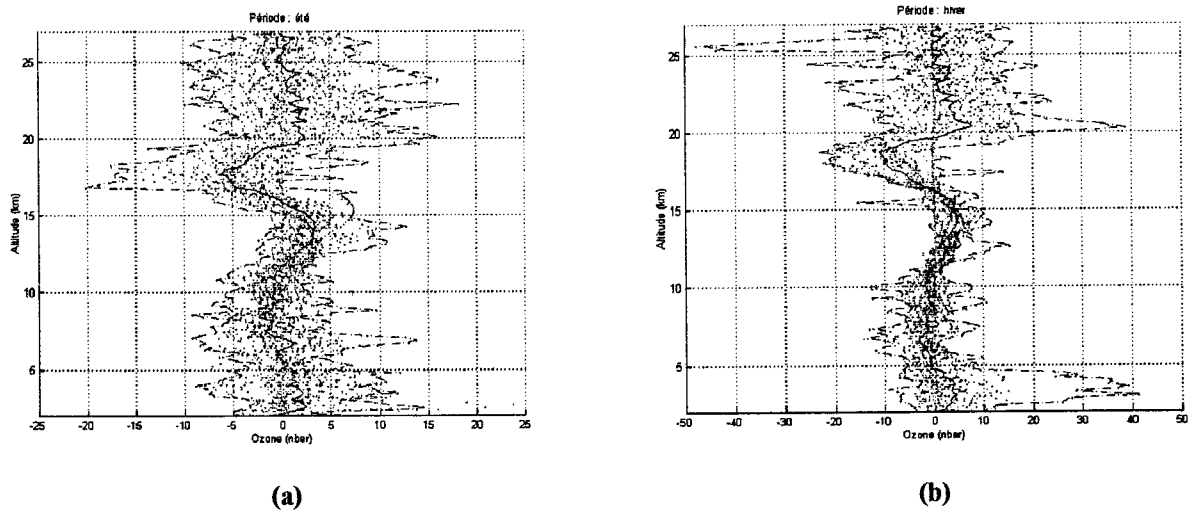 Période : été
25
20
15
10
5
Altitude (km)
-25 -20 -15 -10 -5 0 5 10 15 20 25
Ozone (nbar)
(a)
Période : hiver
25
20
15
10
5
Altitude (km)
-50 -40 -30 -20 -10 0 10 20 30 40 50
Ozone (nbar)
(b)